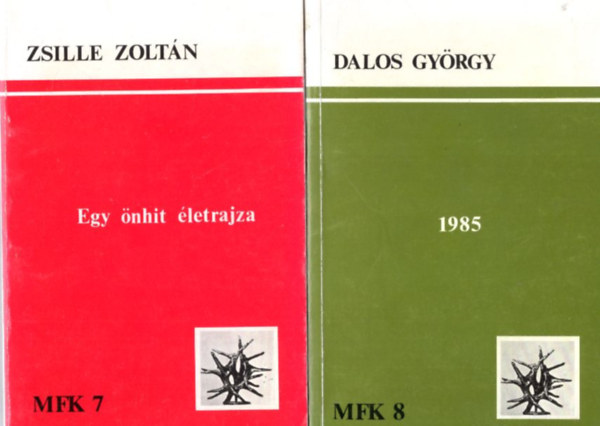 ZSILLE ZOLTÁN
Egy önhit életrajza
MFK 7
DALOS GYÖRGY
1985
MFK 8